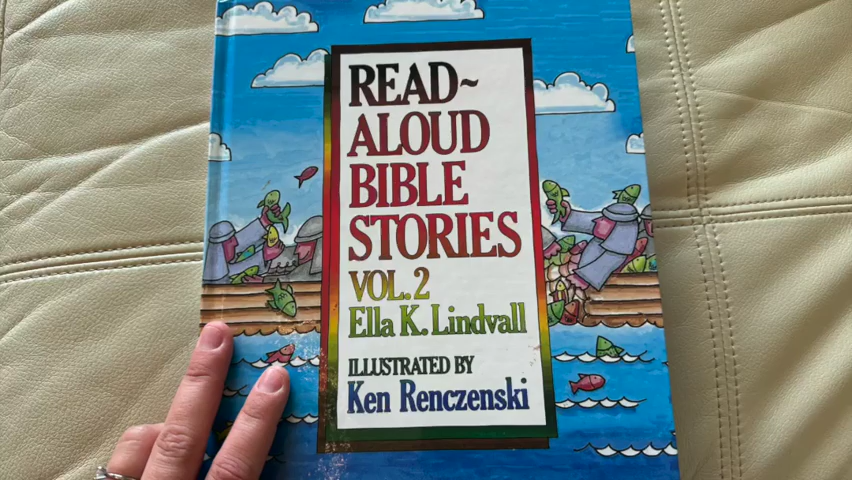 READ~
ALOUD
BIBLE
STORIES
VOL.2
Ella K. Lindvall
ILLUSTRATED BY
Ken Renczenski